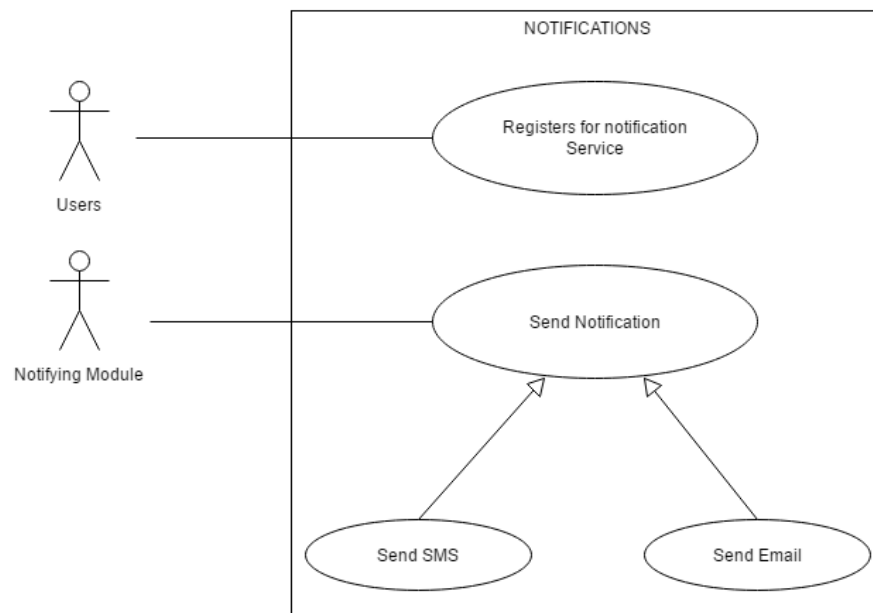 NOTIFICATIONS
Registers for notification
Service
Users
Send Notification
Notifying Module
Send SMS
Send Email